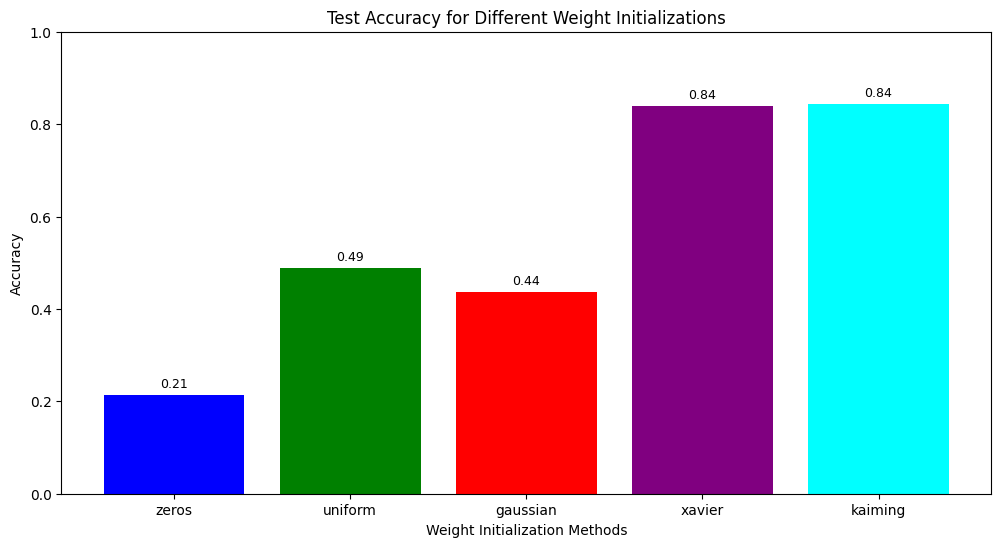 Test Accuracy for Different Weight Initializations
1.0
0.8
0.6
0.4
0.2
0.0
Accuracy
0.21
0.49
0.44
0.84
0.84
zeros
uniform
gaussian
xavier
kaiming
Weight Initialization Methods